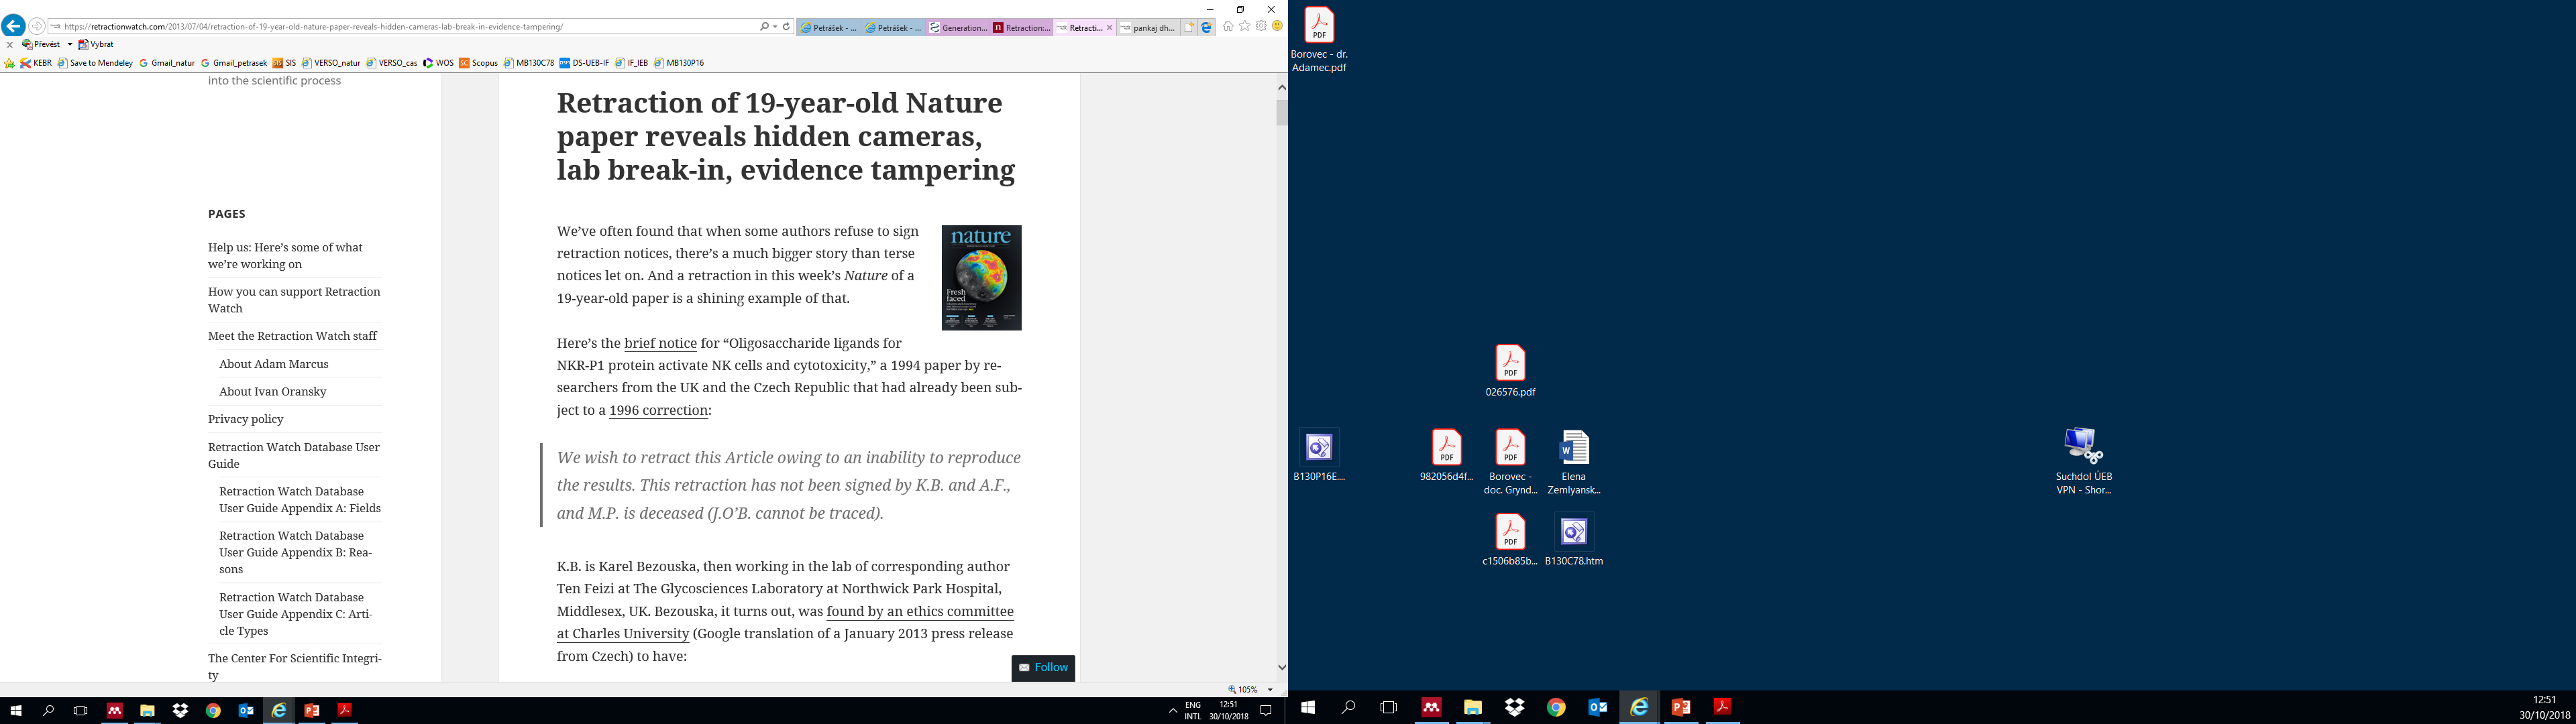 https://retractionwatch.com/2013/07/04/retraction-of-19-year-old-nature-paper-reveals-hidden-cameras-lab-break-in-evidence-tampering/
Petrášek - ...
Petrášek - ...
Generation...
Retraction:...
Retracti...
pankaj dh...
x Převést Vybrat
KEBR Save to Mendeley Gmail_natur Gmail_petrasek SIS VERSO_natur VERSO_cas WOS Scopus MB130C78 DS-UEB-IF IF_IEB MB130P16
into the scientific process
PAGES
Help us: Here’s some of what
we’re working on
How you can support Retraction
Watch
Meet the Retraction Watch staff
About Adam Marcus
About Ivan Oransky
Privacy policy
Retraction Watch Database User
Guide
Retraction Watch Database
User Guide Appendix A: Fields
Retraction Watch Database
User Guide Appendix B: Rea-
sons
Retraction Watch Database
User Guide Appendix C: Arti-
cle Types
The Center For Scientific Integri-
ty
Retraction of 19-year-old Nature
paper reveals hidden cameras,
lab break-in, evidence tampering
We’ve often found that when some authors refuse to sign
retraction notices, there’s a much bigger story than terse
notices let on. And a retraction in this week’s Nature of a
19-year-old paper is a shining example of that.
nature
Fresh
faced
Here’s the brief notice for “Oligosaccharide ligands for
NKR-P1 protein activate NK cells and cytotoxicity,” a 1994 paper by re-
searchers from the UK and the Czech Republic that had already been sub-
ject to a 1996 correction:
We wish to retract this Article owing to an inability to reproduce
the results. This retraction has not been signed by K.B. and A.F.,
and M.P. is deceased (J.O’B. cannot be traced).
K.B. is Karel Bezouska, then working in the lab of corresponding author
Ten Feizi at The Glycosciences Laboratory at Northwick Park Hospital,
Middlesex, UK. Bezouska, it turns out, was found by an ethics committee
at Charles University (Google translation of a January 2013 press release
from Czech) to have:
Follow
105%
ENG
INTL
12:51
30/10/2018
PDF
Borovec - dr.
Adamec.pdf
PDF
026576.pdf
B130P16E....
PDF
982056d4f...
PDF
Borovec -
doc. Grynd...
Elena
Zemlyansk...
PDF
c1506b85b...
B130C78.htm
Suchdol ÚEB
VPN - Shor...
12:51
30/10/2018